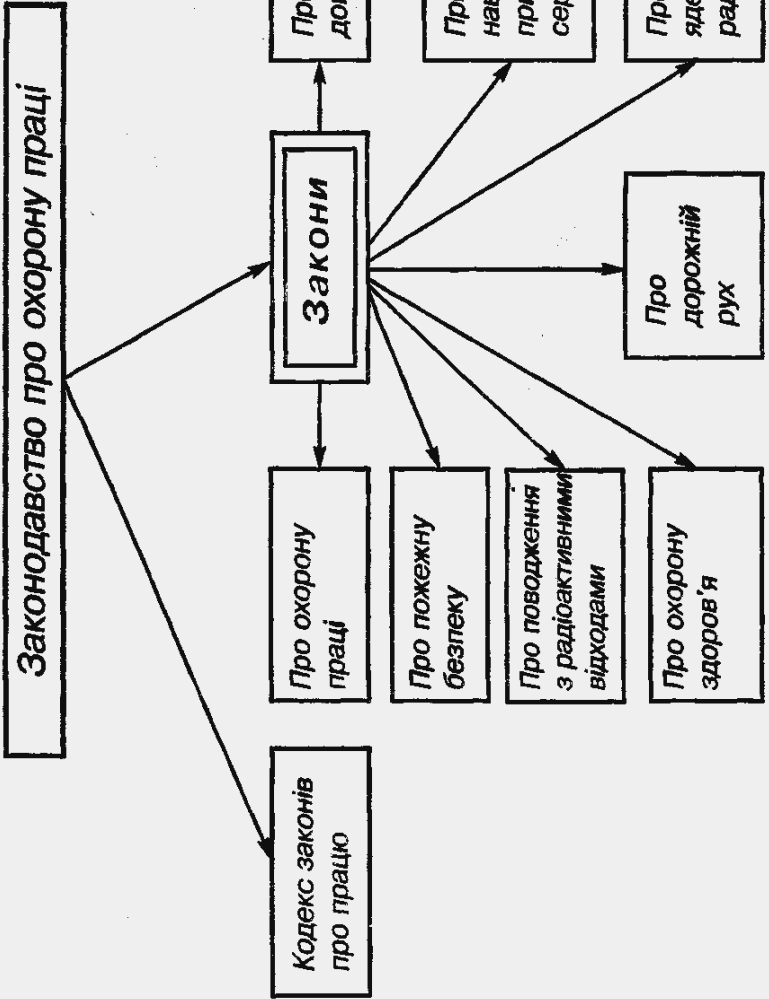 Законодавство про охорону праці
Кодекс законів
про працю
Закони
Про охорону
праці
Про пожежну
безпеку
Про поводження
з радіоактивними
відходами
Про охорону
здоров'я
Про
дорожній
рух